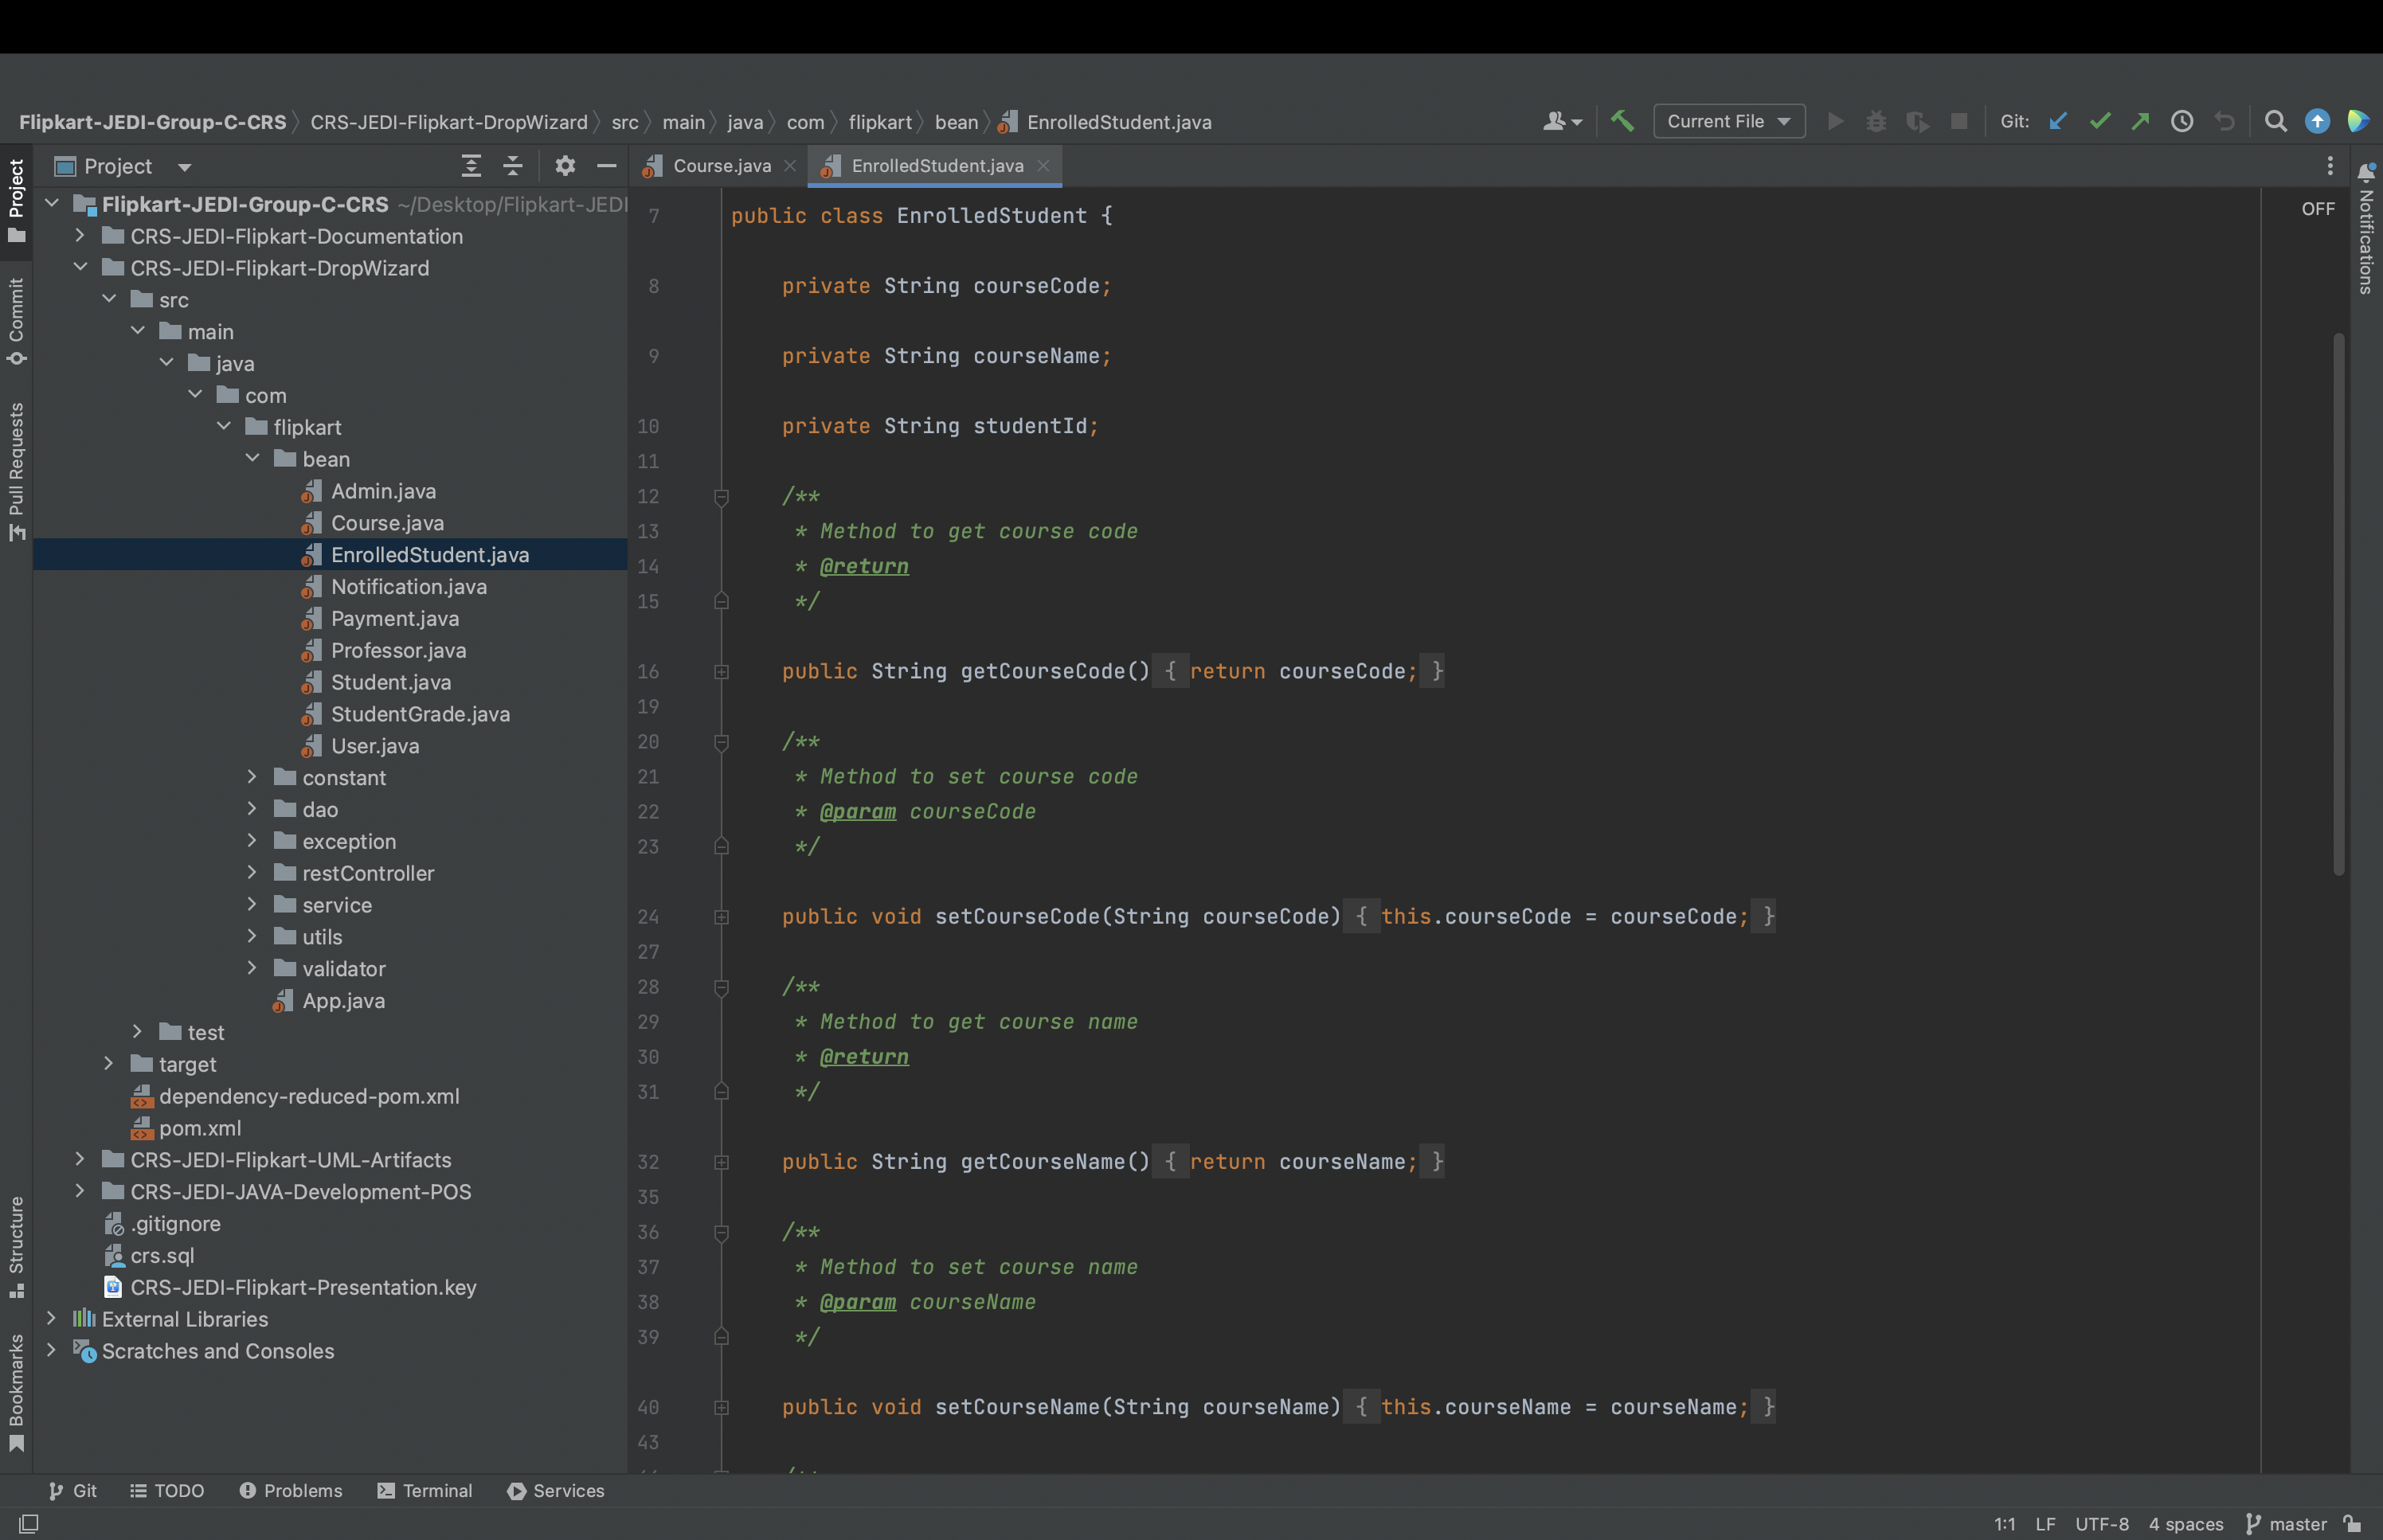 Flipkart-JEDI-Group-C-CRS CRS-JEDI-Flipkart-DropWizard src main java com flipkart bean EnrolledStudent.java
Current File
Git:
Project
Course.java
EnrolledStudent.java
Project
Commit
Pull Requests
Structure
Bookmarks
Flipkart-JEDI-Group-C-CRS ~/Desktop/Flipkart-JEDI
CRS-JEDI-Flipkart-Documentation
CRS-JEDI-Flipkart-DropWizard
src
main
java
com
flipkart
bean
Admin.java
Course.java
EnrolledStudent.java
Notification.java
Payment.java
Professor.java
Student.java
StudentGrade.java
User.java
constant
dao
exception
restController
service
utils
validator
App.java
test
target
dependency-reduced-pom.xml
pom.xml
CRS-JEDI-Flipkart-UML-Artifacts
CRS-JEDI-JAVA-Development-POS
.gitignore
crs.sql
CRS-JEDI-Flipkart-Presentation.key
External Libraries
Scratches and Consoles
7 public class EnrolledStudent {
8 private String courseCode;
9 private String courseName;
10 private String studentId;
11
12 /**
13 * Method to get course code
14 * @return
15 */
16 public String getCourseCode() { return courseCode; }
19
20 /**
21 * Method to set course code
22 * @param courseCode
23 */
24 public void setCourseCode(String courseCode) { this.courseCode = courseCode; }
27
28 /**
29 * Method to get course name
30 * @return
31 */
32 public String getCourseName() { return courseName; }
35
36 /**
37 * Method to set course name
38 * @param courseName
39 */
40 public void setCourseName(String courseName) { this.courseName = courseName; }
43
OFF
Notifications
Git TODO Problems Terminal Services
1:1 LF UTF-8 4 spaces master